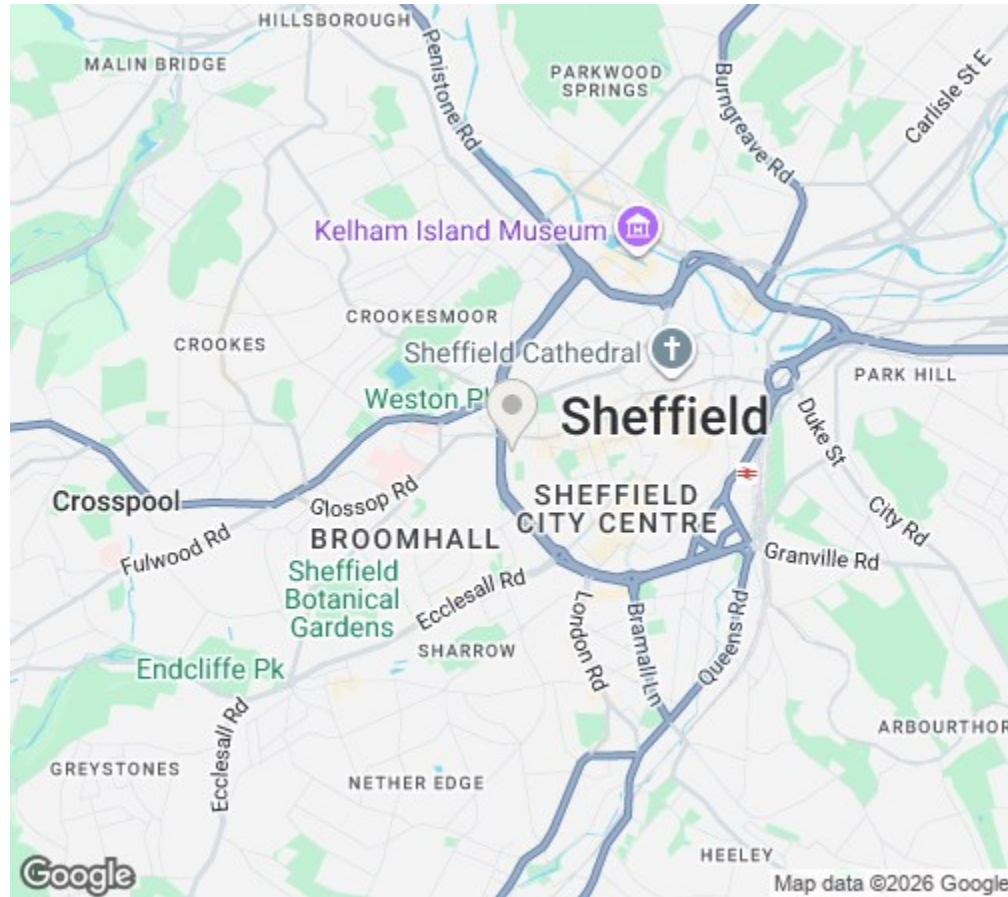 HILLSBOROUGH
MALIN BRIDGE
Penistone Rd
PARKWOOD
SPRINGS
Burngreave Rd
Carlisle St E
Kelham Island Museum
CROOKESMOOR
CROOKES
Sheffield Cathedral
PARK HILL
Weston Pl
Sheffield
Duke St
Crosspool
Glossop Rd
SHEFFIELD
CITY CENTRE
City Rd
Fulwood Rd
BROOMHALL
Granville Rd
Sheffield
Botanical
Gardens
Ecclesall Rd
London Rd
Bramall Ln
Queens Rd
SHARROW
Endcliffe Pk
Ecclesall Rd
ARBOURTHOR
GREYSTONES
NETHER EDGE
HEELEY
Google
Map data ©2026 Google